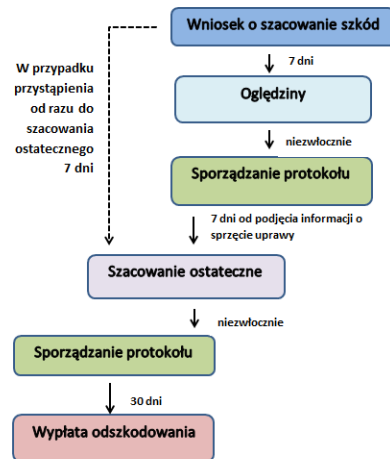 Wniosek o szacowanie szkód
W przypadku
przystąpienia
od razu do
szacowania
ostatecznego
7 dni
7 dni
Oględziny
niezwłocznie
Sporządzanie protokołu
7 dni od podjęcia informacji o
sprzęcie uprawy
Szacowanie ostateczne
niezwłocznie
Sporządzanie protokołu
30 dni
Wypłata odszkodowania